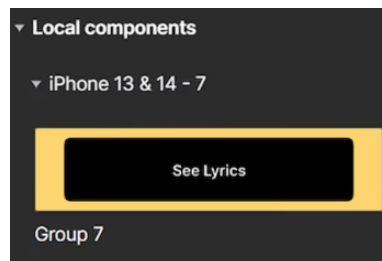 Local components
iPhone 13 & 14 - 7
See Lyrics
Group 7